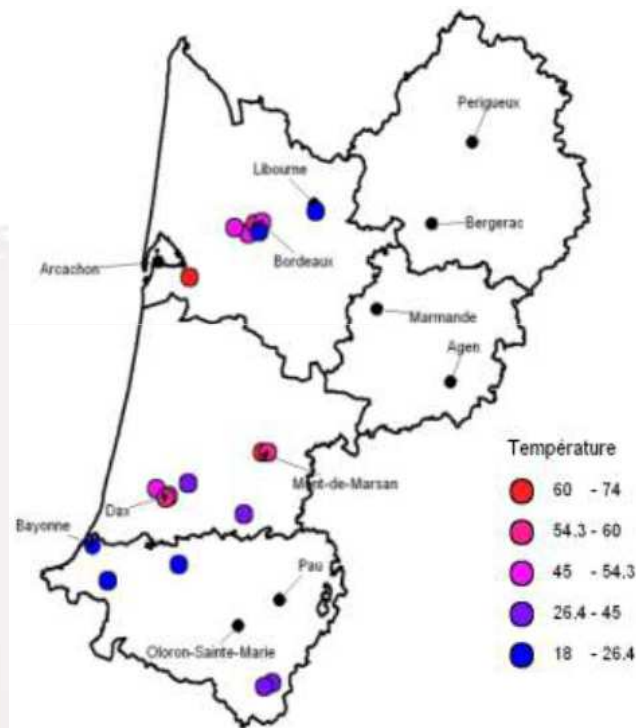 Perigueux
Libourne
Bergerac
Bordeaux
Arcachon
Marmande
Agen
Température
60 - 74
Mont-de-Marsan
Dax
54.3 - 60
Bayonne
45 - 54.3
Pau
26.4 - 45
Oloron-Sainte-Marie
18 - 26.4